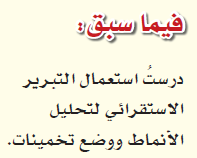 فيما سبق:
درستُ استعمال التبرير
الاستقرائي لتحليل
الأنماط ووضع تخمينات.